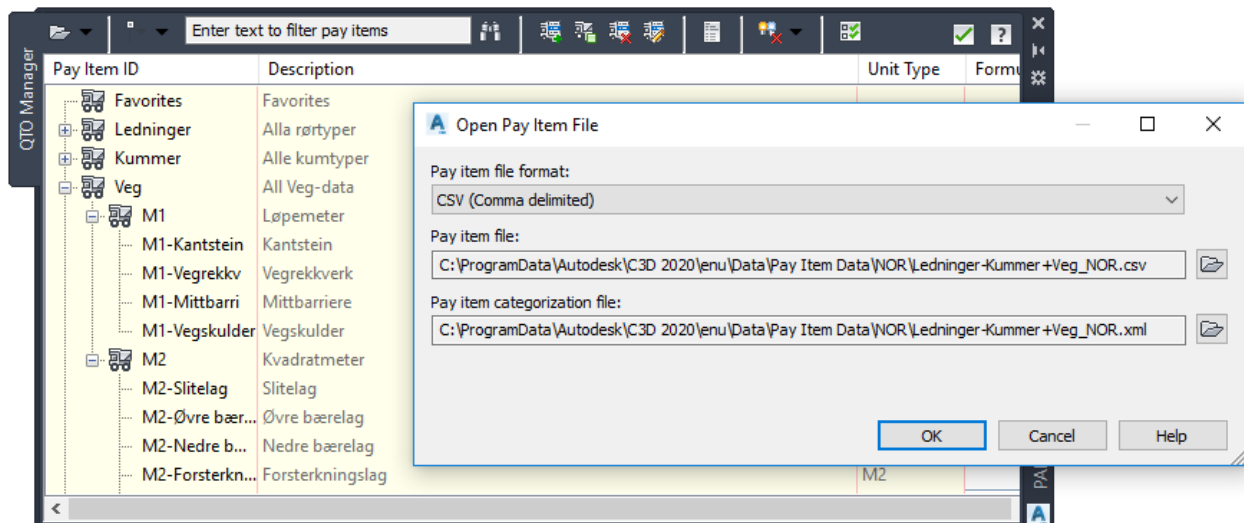 QTO Manager
Enter text to filter pay items
Pay Item ID Description Unit Type Formu
Favorites Favorites
Ledninger Alla rørtyper
Kummer Alle kumtyper
Veg All Veg-data
M1 Løpemeter
M1-Kantstein Kantstein
M1-Vegrekkv Vegrekkverk
M1-Mittbarri Mittbarriere
M1-Vegskulder Vegskulder
M2 Kvadratmeter
M2-Slitelag Slitelag
M2-Øvre bær... Øvre bærelag
M2-Nedre b... Nedre bærelag
M2-Forsterkn... Forsterkningslag M2
Open Pay Item File
Pay item file format:
CSV (Comma delimited)
Pay item file:
C:\ProgramData\Autodesk\C3D 2020\enu\Data\Pay Item Data\NOR\Ledninger-Kummer+Veg_NOR.csv
Pay item categorization file:
C:\ProgramData\Autodesk\C3D 2020\enu\Data\Pay Item Data\NOR\Ledninger-Kummer+Veg_NOR.xml
OK Cancel Help